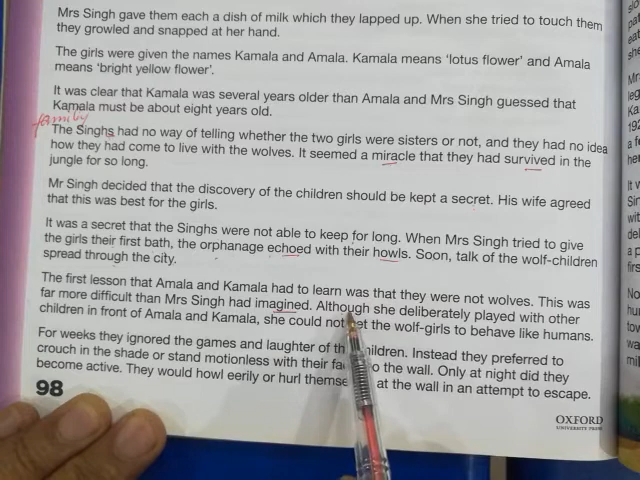 Mrs Singh gave them each a dish of milk which they lapped up. When she tried to touch them
they growled and snapped at her hand.
The girls were given the names Kamala and Amala. Kamala means 'lotus flower' and Amala
means 'bright yellow flower'.
It was clear that Kamala was several years older than Amala and Mrs Singh guessed that
Kamala must be about eight years old.
family
The Singhs had no way of telling whether the two girls were sisters or not, and they had no idea
how they had come to live with the wolves. It seemed a miracle that they had survived in the
jungle for so long.
Mr Singh decided that the discovery of the children should be kept a secret. His wife agreed
that this was best for the girls.
It was a secret that the Singhs were not able to keep for long. When Mrs Singh tried to give
the girls their first bath, the orphanage echoed with their howls. Soon, talk of the wolf-children
spread through the city.
The first lesson that Amala and Kamala had to learn was that they were not wolves. This was
far more difficult than Mrs Singh had imagined. Although she deliberately played with other
children in front of Amala and Kamala, she could not get the wolf-girls to behave like humans.
For weeks they ignored the games and laughter of the children. Instead they preferred to
crouch in the shade or stand motionless with their to the wall. Only at night did they
become active. They would howl eerily or hurl at the wall in an attempt to escape.
98
OXFORD
UNIVERSITY PRESS